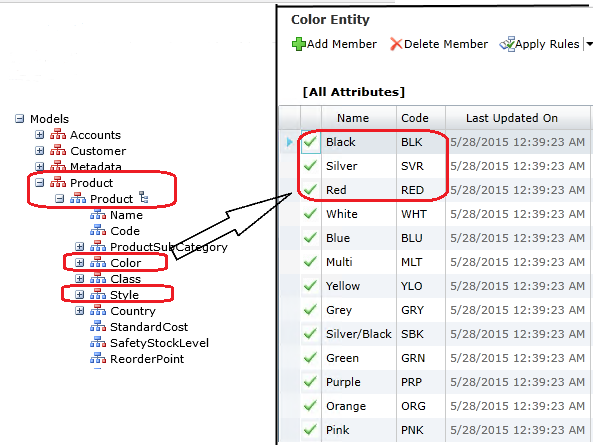 Models
Accounts
Customer
Metadata
Product
Product
Name
Code
ProductSubCategory
Color
Class
Style
Country
StandardCost
SafetyStockLevel
ReorderPoint
Color Entity
Add Member Delete Member Apply Rules
[All Attributes]
Name Code Last Updated On
Black BLK 5/28/2015 12:39:23 AM
Silver SVR 5/28/2015 12:39:23 AM
Red RED 5/28/2015 12:39:23 AM
White WHT 5/28/2015 12:39:23 AM
Blue BLU 5/28/2015 12:39:23 AM
Multi MLT 5/28/2015 12:39:23 AM
Yellow YLO 5/28/2015 12:39:23 AM
Grey GRY 5/28/2015 12:39:23 AM
Silver/Black SBK 5/28/2015 12:39:23 AM
Green GRN 5/28/2015 12:39:23 AM
Purple PRP 5/28/2015 12:39:23 AM
Orange ORG 5/28/2015 12:39:23 AM
Pink PNK 5/28/2015 12:39:23 AM